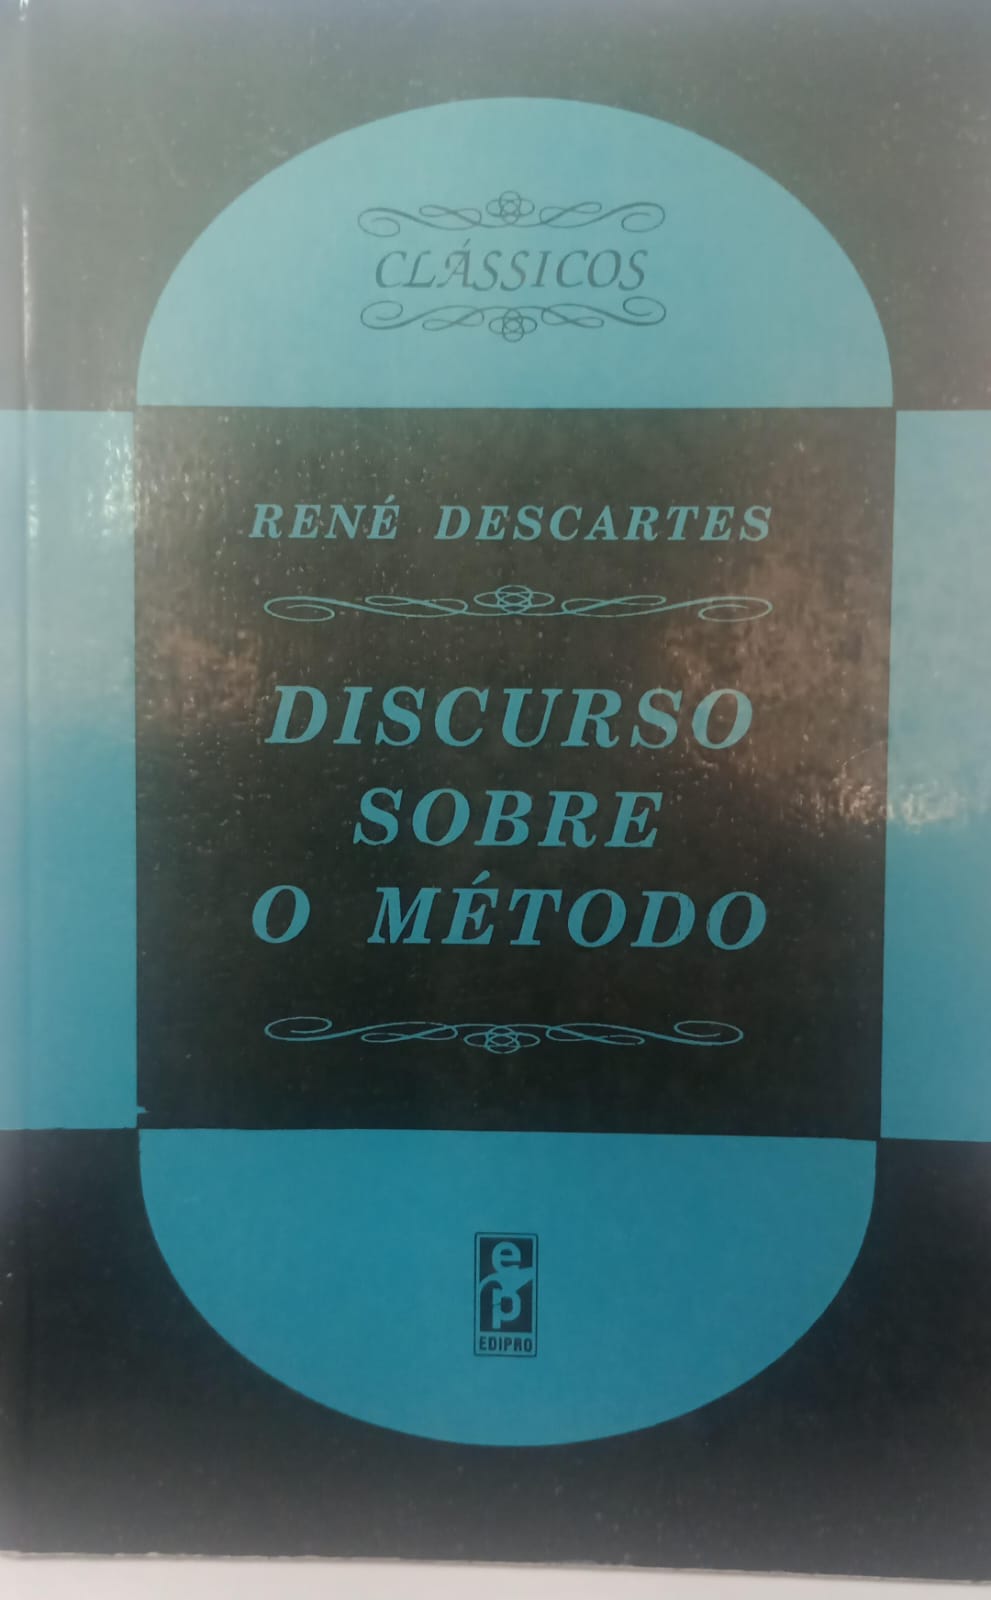 CLÁSSICOS
RENÉ DESCARTES
DISCURSO
SOBRE
O MÉTODO
ep
EDIPRO